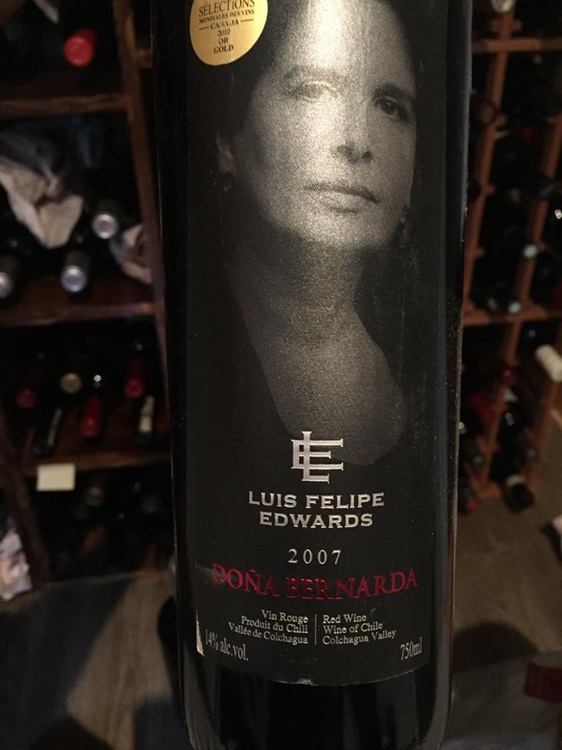 SÉLECTIONS
MONDIALES DES VINS
CANADA
2010
OR
GOLD
LUIS FELIPE
EDWARDS
2007
DOÑA BERNARDA
Vin Rouge
Produit du Chili
Vallée de Colchagua
Red Wine
Wine of Chile
Colchagua Valley
14% alc.vol.
750ml